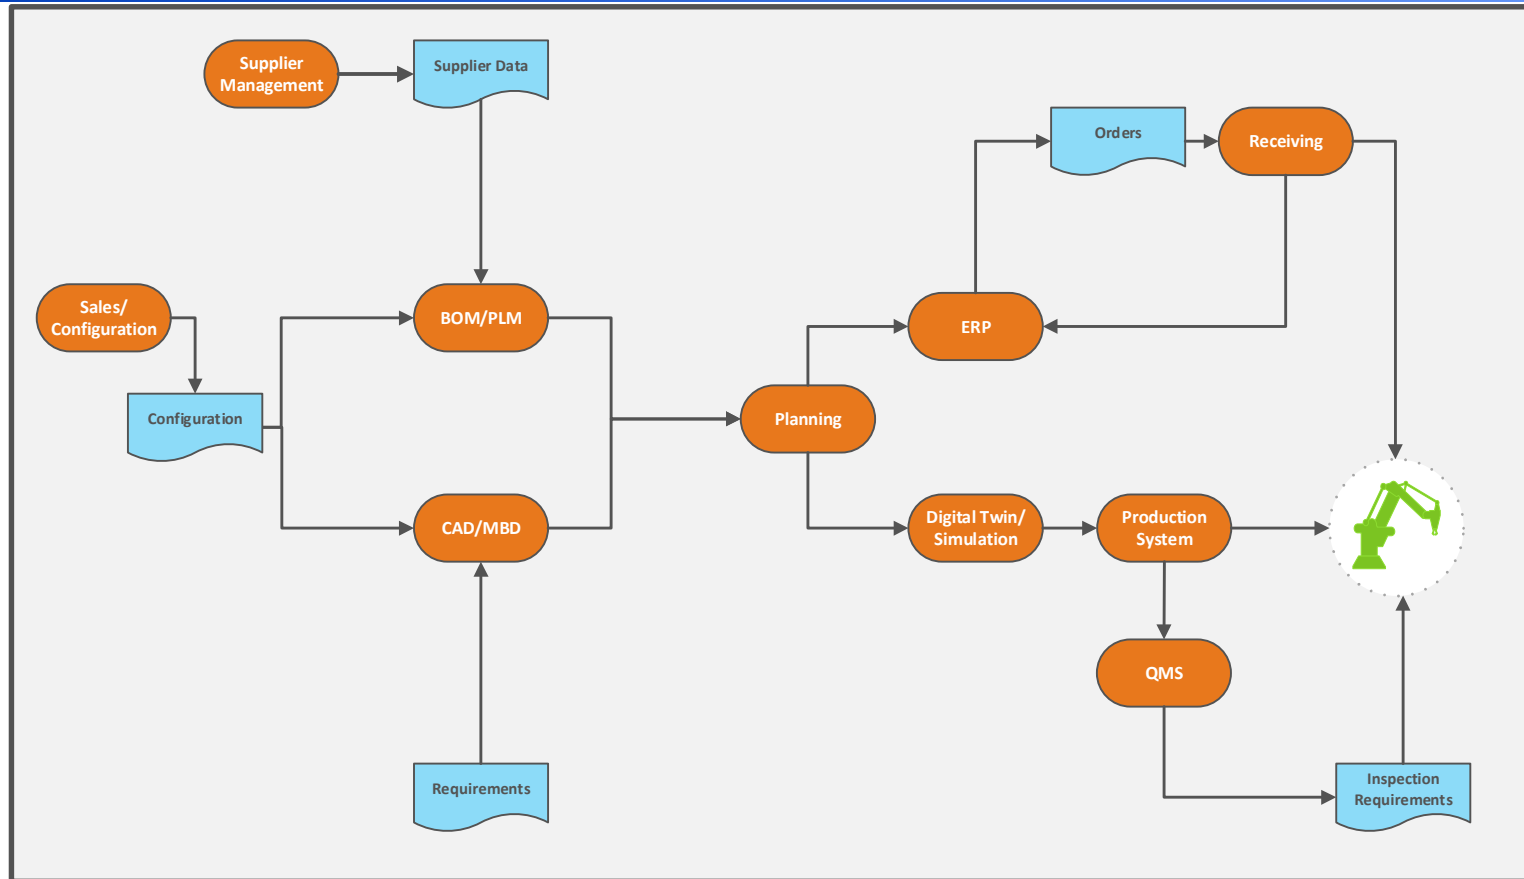 Supplier
Management
Supplier Data
Orders
Receiving
Sales/
Configuration
BOM/PLM
ERP
Configuration
Planning
CAD/MBD
Digital Twin/
Simulation
Production
System
QMS
Requirements
Inspection
Requirements